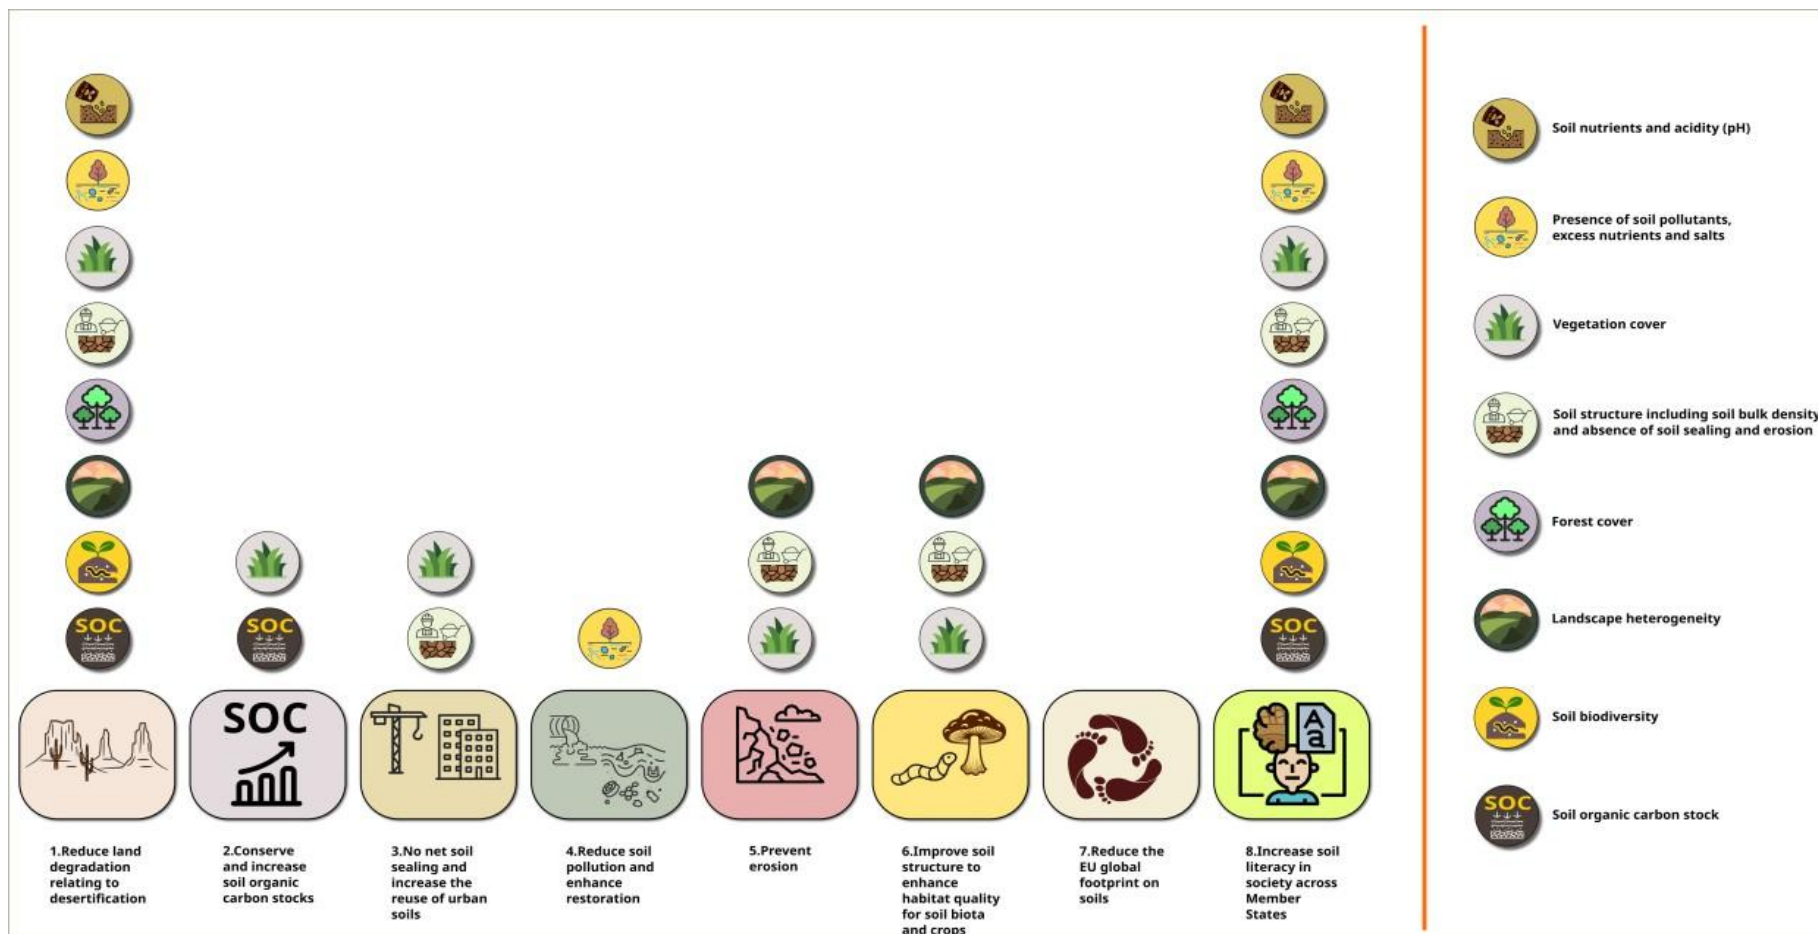 SOC
SOC
SOC
SOC
A
a
1.Reduce land
degradation
relating to
desertification
2.Conserve
and increase
soil organic
carbon stocks
3.No net soil
sealing and
increase the
reuse of urban
soils
4.Reduce soil
pollution and
enhance
restoration
5.Prevent
erosion
6.Improve soil
structure to
enhance
habitat quality
for soil biota
and crops
7.Reduce the
EU global
footprint on
soils
8.Increase soil
literacy in
society across
Member
States
Soil nutrients and acidity (pH)
Presence of soil pollutants,
excess nutrients and salts
Vegetation cover
Soil structure including soil bulk density
and absence of soil sealing and erosion
Forest cover
Landscape heterogeneity
Soil biodiversity
SOC
Soil organic carbon stock